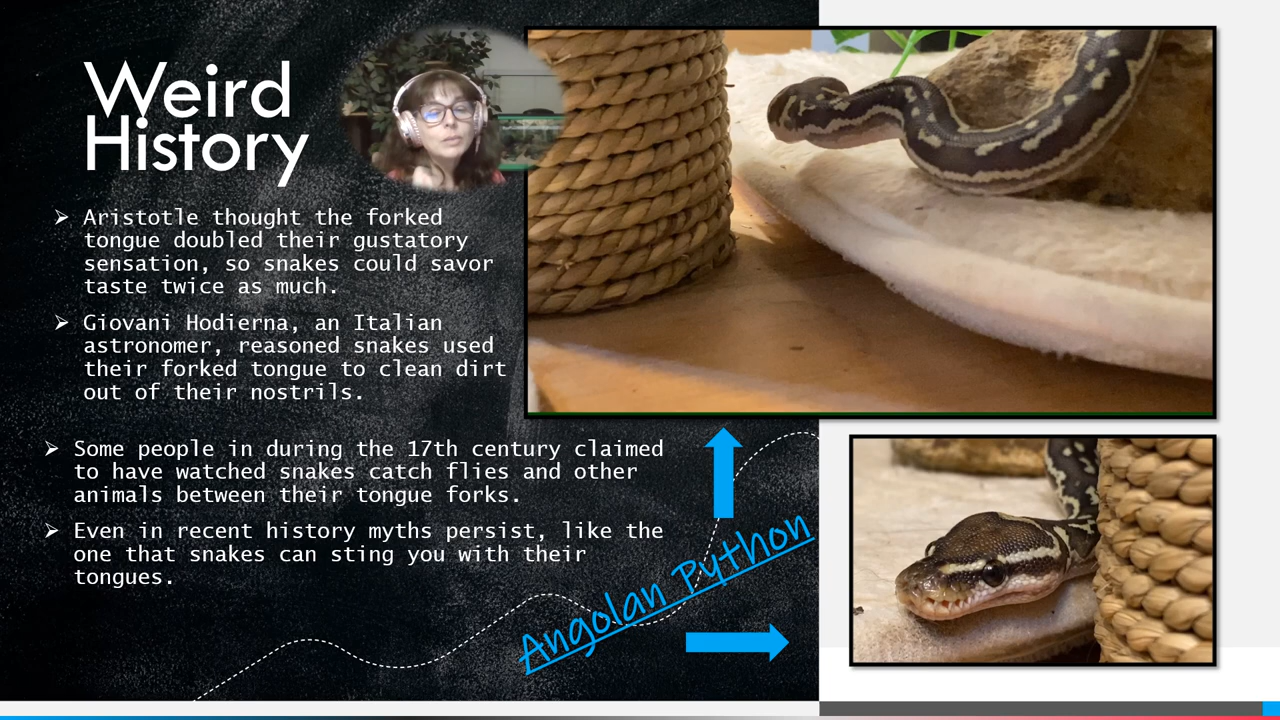 Weird
History
Aristotle thought the forked
tongue doubled their gustatory
sensation, so snakes could savor
taste twice as much.
Giovani Hodierna, an Italian
astronomer, reasoned snakes used
their forked tongue to clean dirt
out of their nostrils.
Some people in during the 17th century claimed
to have watched snakes catch flies and other
animals between their tongue forks.
Even in recent history myths persist, like the
one that snakes can sting you with their
tongues.
Angolan Python